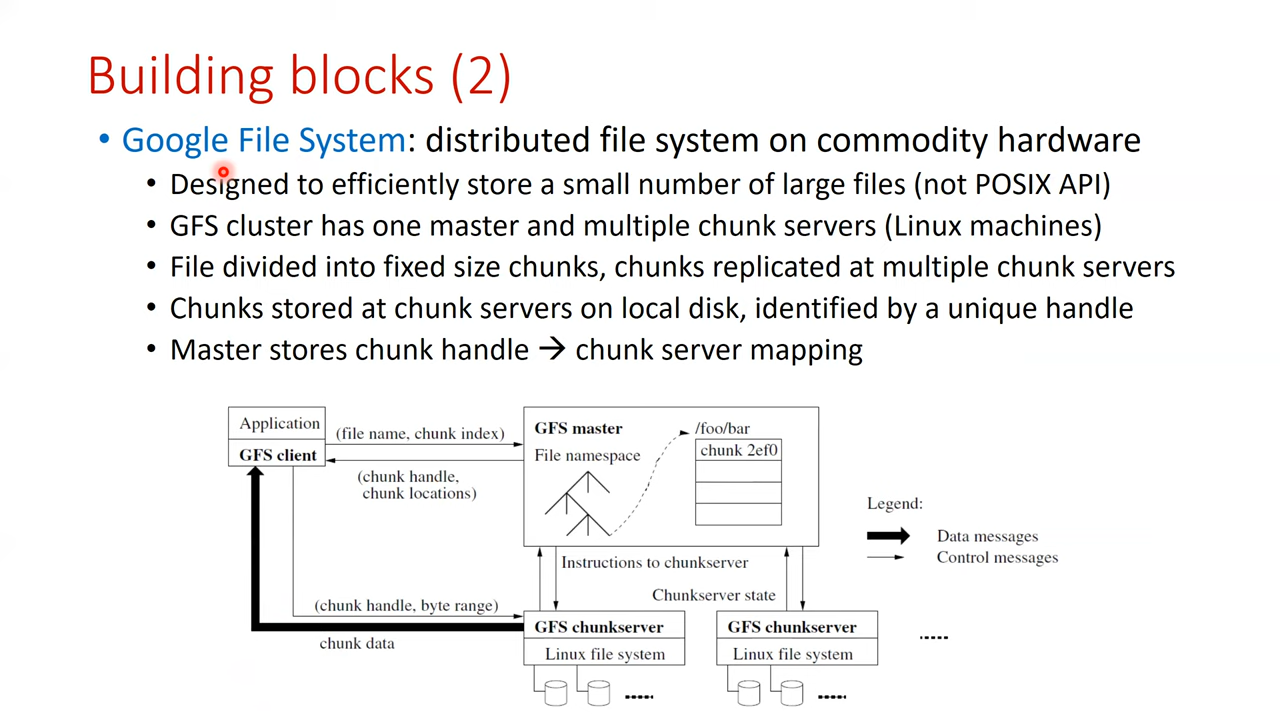 Building blocks (2)
• Google File System: distributed file system on commodity hardware
• Designed to efficiently store a small number of large files (not POSIX API)
• GFS cluster has one master and multiple chunk servers (Linux machines)
• File divided into fixed size chunks, chunks replicated at multiple chunk servers
• Chunks stored at chunk servers on local disk, identified by a unique handle
• Master stores chunk handle → chunk server mapping
Application
GFS client
(file name, chunk index)
(chunk handle,
chunk locations)
GFS master
File namespace
/foo/bar
chunk 2ef0
Legend:
Data messages
Control messages
Instructions to chunkserver
Chunkserver state
(chunk handle, byte range)
chunk data
GFS chunkserver
Linux file system
GFS chunkserver
Linux file system